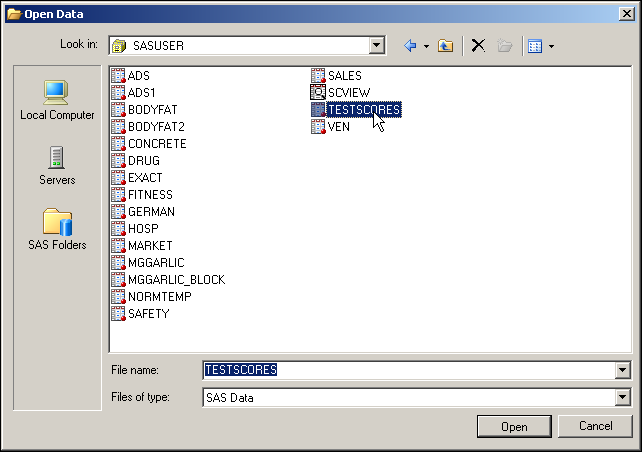 Open Data
Look in: SASUSER
Local Computer
Servers
SAS Folders
ADS
ADS1
BODYFAT
BODYFAT2
CONCRETE
DRUG
EXACT
FITNESS
GERMAN
HOSP
MARKET
MGGARLIC
MGGARLIC_BLOCK
NORMTEMP
SAFETY
SALES
SCVIEW
TESTSCORES
VEN
File name: TESTSCORES
Files of type: SAS Data
Open Cancel